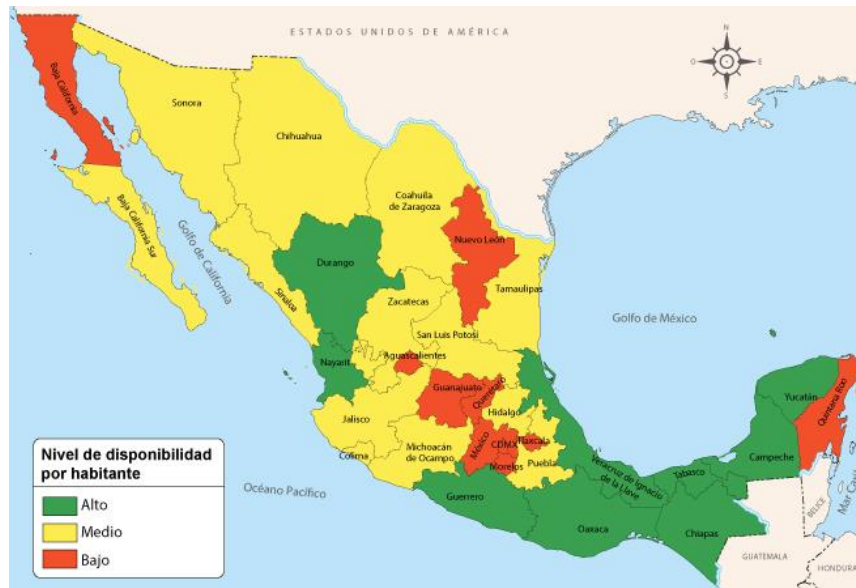 ESTADOS UNIDOS DE AMÉRICA
N
O
E
S
Baja California
Sonora
Chihuahua
Coahuila
de Zaragoza
Baja California Sur
Golfo de California
Nuevo León
Durango
Sinaloa
Tamaulipas
Zacatecas
Golfo de México
San Luis Potosí
Nayarit
Aguascalientes
Guanajuato
Querétaro
Hidalgo
Yucatán
Quintana Roo
Jalisco
México
CDMX
Tlaxcala
Michoacán
de Ocampo
Colima
Morelos
Puebla
Veracruz de Ignacio
de la Llave
Tabasco
Campeche
Mar Ca
Océano Pacífico
Guerrero
Oaxaca
Chiapas
BELICE
GUATEMALA
HONDURA
Nivel de disponibilidad
por habitante
Alto
Medio
Bajo